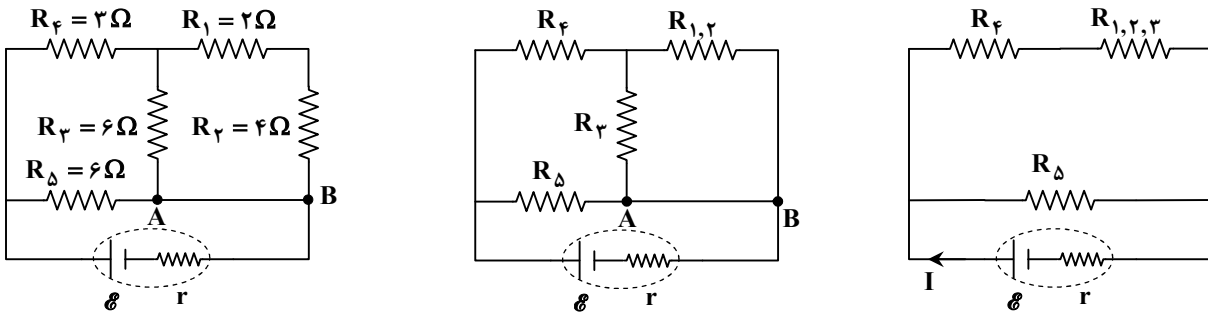 R۴ = ۳Ω R۱ = ۲Ω
R۳ = ۶Ω R۲ = ۴Ω
R۵ = ۶Ω
A B
ℰ r
R۴ R۱,۲
R۳
R۵
A B
ℰ r
R۴ R۱,۲,۳
R۵
I ℰ r